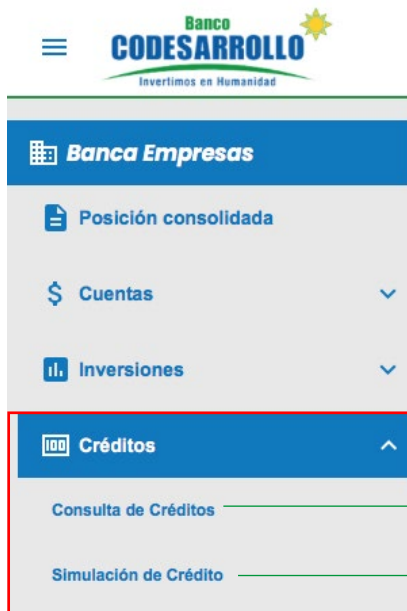 Banco
CODESARROLLO
Invertimos en Humanidad
Banca Empresas
Posición consolidada
Cuentas
Inversiones
Créditos
Consulta de Créditos
Simulación de Crédito